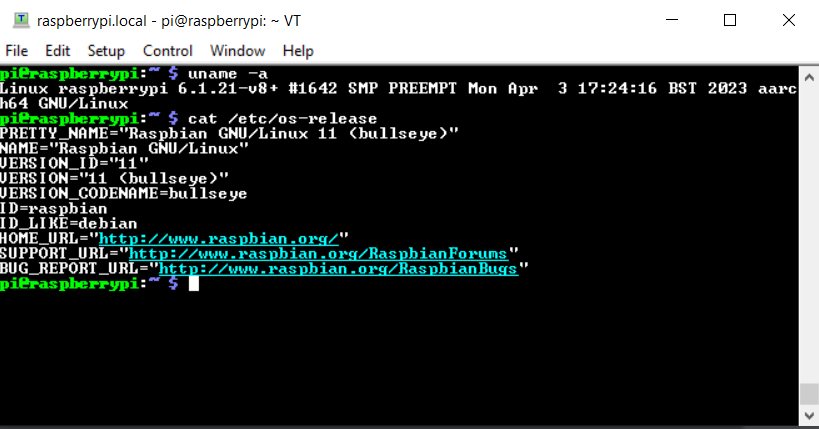 raspberrypi.local - pi@raspberrypi: ~ VT
File Edit Setup Control Window Help
pi@raspberrypi:~ $ uname -a
Linux raspberrypi 6.1.21-v8+ #1642 SMP PREEMPT Mon Apr  3 17:24:16 BST 2023 aarc
h64 GNU/Linux
pi@raspberrypi:~ $ cat /etc/os-release
PRETTY_NAME="Raspbian GNU/Linux 11 (bullseye)"
NAME="Raspbian GNU/Linux"
VERSION_ID="11"
VERSION="11 (bullseye)"
VERSION_CODENAME=bullseye
ID=raspbian
ID_LIKE=debian
HOME_URL="http://www.raspbian.org/"
SUPPORT_URL="http://www.raspbian.org/RaspbianForums"
BUG_REPORT_URL="http://www.raspbian.org/RaspbianBugs"
pi@raspberrypi:~ $